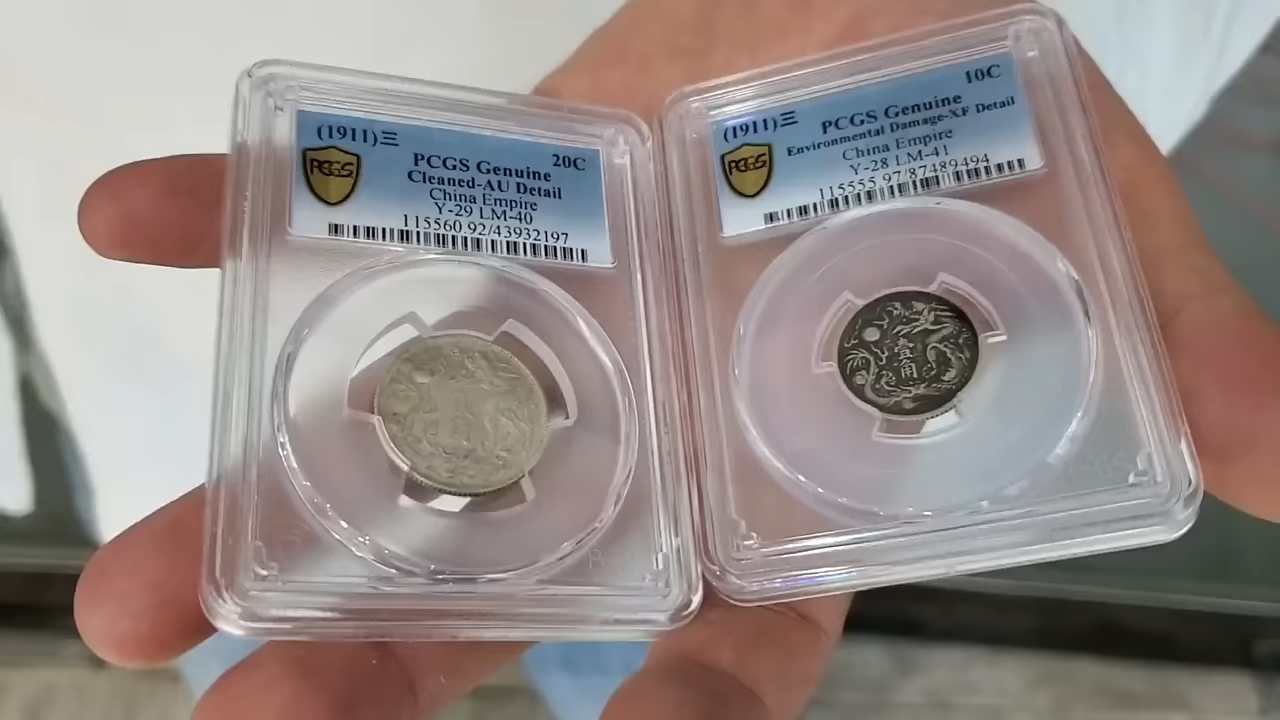 (1911)三
PCGS
PCGS Genuine
20C
Cleaned-AU Detail
China Empire
Y-29 LM-40
115560.92/43932197
(1911)三
PCGS
10C
PCGS Genuine
Environmental Damage-XF Detail
China Empire
Y-28 LM-41
115555.97/87489494
壹角